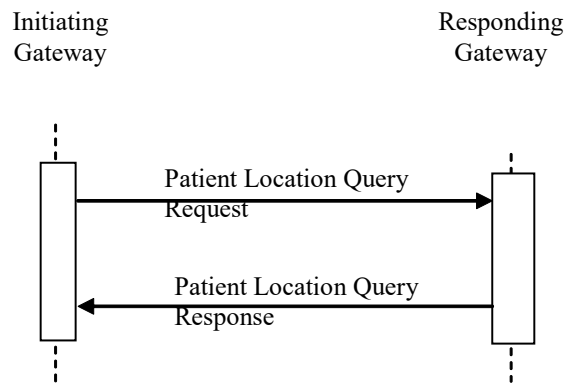 Initiating
Gateway
Responding
Gateway
Patient Location Query
Request
Patient Location Query
Response